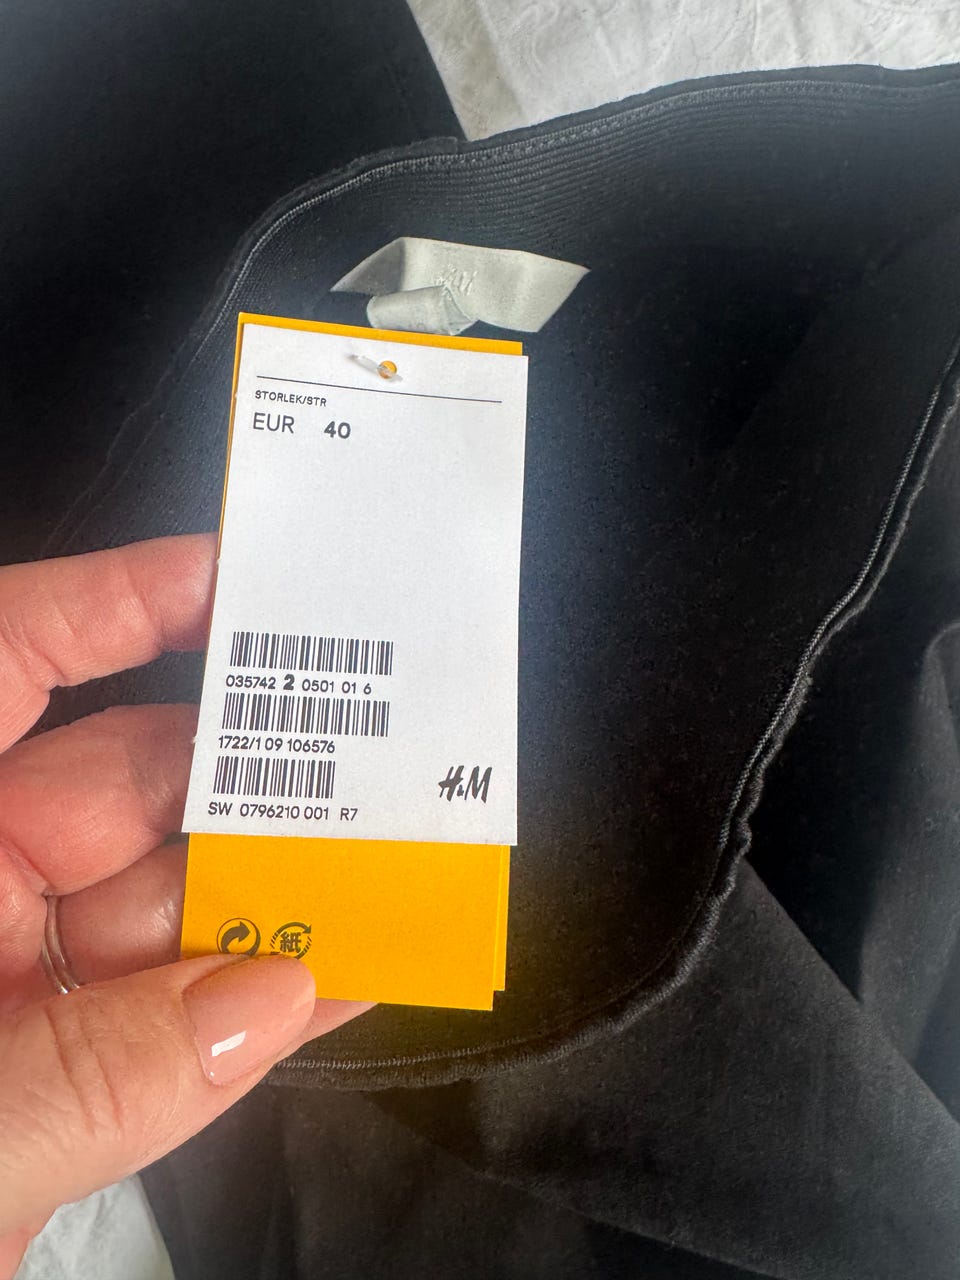 STORLEK/STR
EUR 40
035742 2 0501 01 6
1722/1 09 106576
H&M
SW 0796210 001 R7
紙